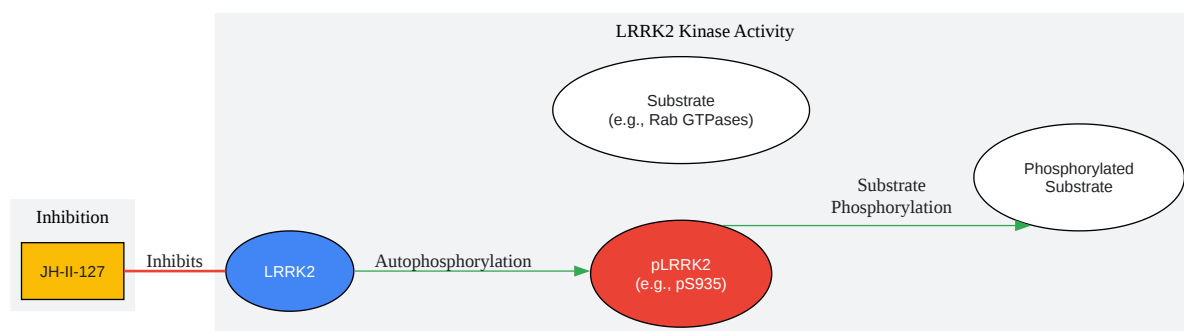 LRRK2 Kinase Activity
Substrate
(e.g., Rab GTPases)
Phosphorylated
Substrate
Substrate
Phosphorylation
Inhibition
JH-II-127
Inhibits
LRRK2
Autophosphorylation
pLRRK2
(e.g., pS935)